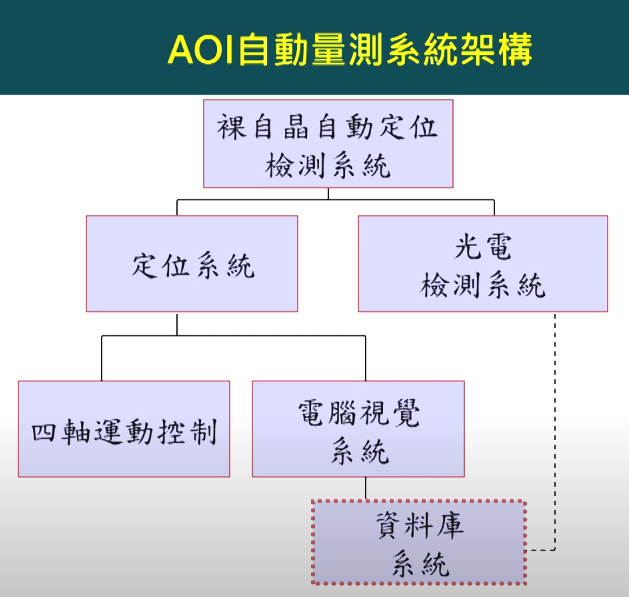 AOI自動量測系統架構
裸自晶自動定位
檢測系統
定位系統
光電
檢測系統
四軸運動控制
電腦視覺
系統
資料庫
系統